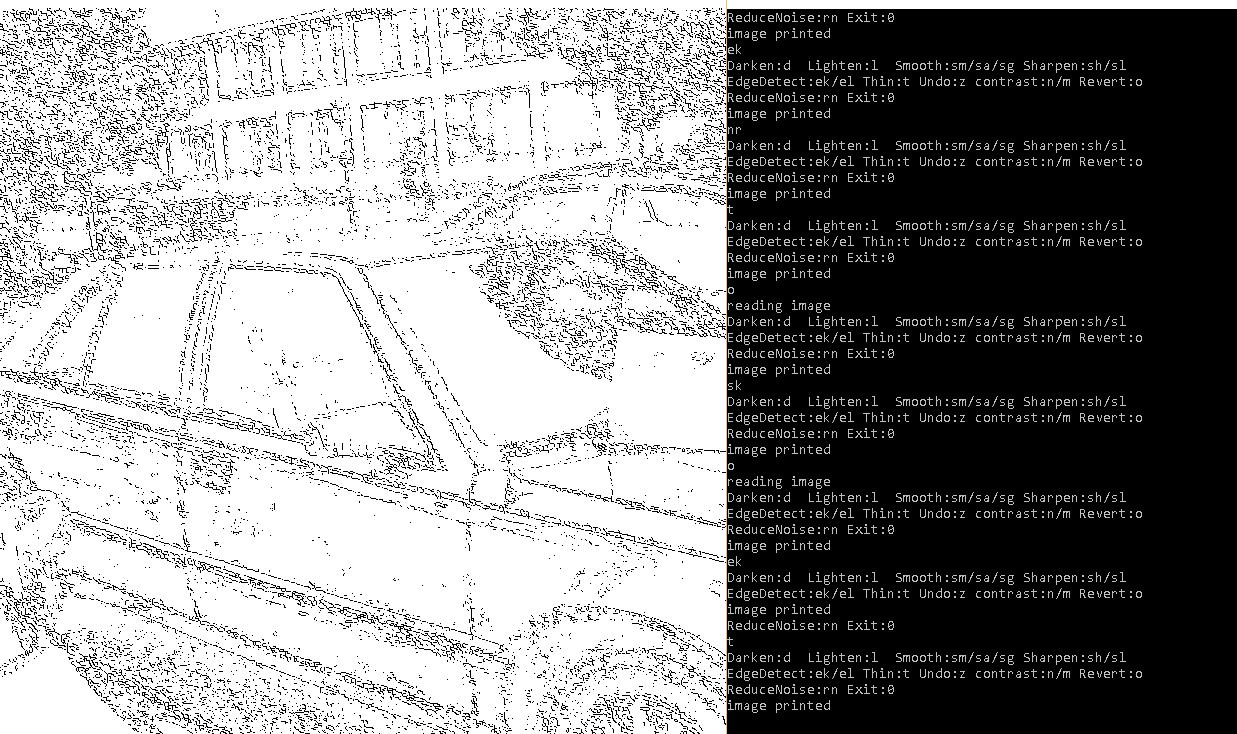 ReduceNoise:rn Exit:0
image printed
ek
Darken:d  Lighten:l  Smooth:sm/sa/sg Sharpen:sh/sl
EdgeDetect:ek/el Thin:t Undo:z contrast:n/m Revert:o
ReduceNoise:rn Exit:0
image printed
nr
Darken:d  Lighten:l  Smooth:sm/sa/sg Sharpen:sh/sl
EdgeDetect:ek/el Thin:t Undo:z contrast:n/m Revert:o
ReduceNoise:rn Exit:0
image printed
t
Darken:d  Lighten:l  Smooth:sm/sa/sg Sharpen:sh/sl
EdgeDetect:ek/el Thin:t Undo:z contrast:n/m Revert:o
ReduceNoise:rn Exit:0
image printed
o
reading image
Darken:d  Lighten:l  Smooth:sm/sa/sg Sharpen:sh/sl
EdgeDetect:ek/el Thin:t Undo:z contrast:n/m Revert:o
ReduceNoise:rn Exit:0
image printed
sk
Darken:d  Lighten:l  Smooth:sm/sa/sg Sharpen:sh/sl
EdgeDetect:ek/el Thin:t Undo:z contrast:n/m Revert:o
ReduceNoise:rn Exit:0
image printed
o
reading image
Darken:d  Lighten:l  Smooth:sm/sa/sg Sharpen:sh/sl
EdgeDetect:ek/el Thin:t Undo:z contrast:n/m Revert:o
ReduceNoise:rn Exit:0
image printed
ek
Darken:d  Lighten:l  Smooth:sm/sa/sg Sharpen:sh/sl
EdgeDetect:ek/el Thin:t Undo:z contrast:n/m Revert:o
image printed
ReduceNoise:rn Exit:0
t
Darken:d  Lighten:l  Smooth:sm/sa/sg Sharpen:sh/sl
EdgeDetect:ek/el Thin:t Undo:z contrast:n/m Revert:o
ReduceNoise:rn Exit:0
image printed